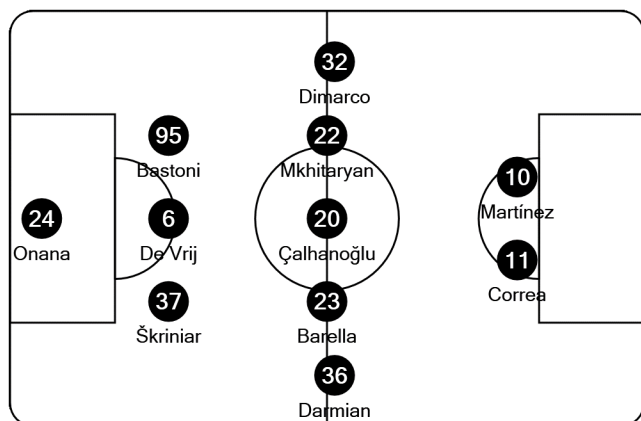 32
Dimarco
95
Bastoni
22
Mkhitaryan
10
Martínez
24
Onana
6
De Vrij
20
Çalhanoğlu
11
Correa
37
Škriniar
23
Barella
36
Darmian